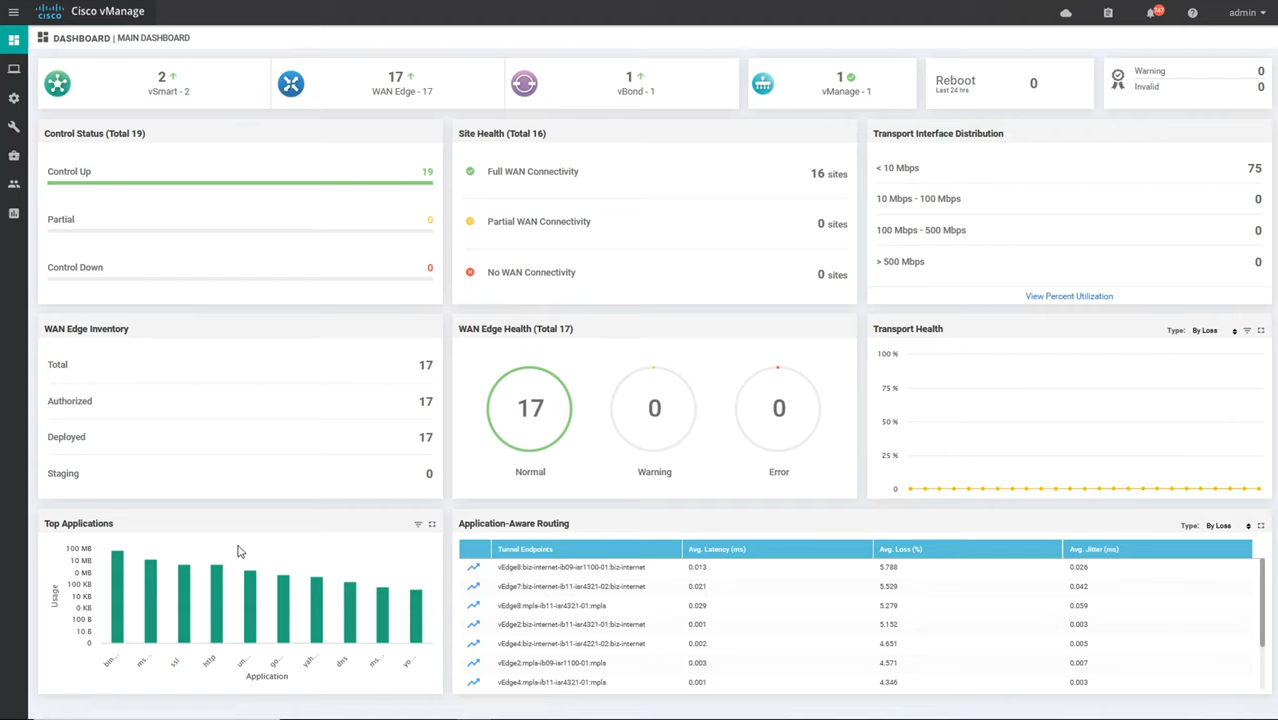 CISCO Cisco vManage
747
admin
DASHBOARD | MAIN DASHBOARD
2
vSmart - 2
17
WAN Edge - 17
1
vBond - 1
1
vManage - 1
Reboot
Last 24 hrs
0
Warning 0
Invalid 0
Control Status (Total 19)
Control Up 19
Partial 0
Control Down 0
Site Health (Total 16)
Full WAN Connectivity 16 sites
Partial WAN Connectivity 0 sites
No WAN Connectivity 0 sites
Transport Interface Distribution
< 10 Mbps 75
10 Mbps - 100 Mbps 0
100 Mbps - 500 Mbps 0
> 500 Mbps 0
View Percent Utilization
WAN Edge Inventory
Total 17
Authorized 17
Deployed 17
Staging 0
WAN Edge Health (Total 17)
17 0 0
Normal Warning Error
Transport Health Type: By Loss
100 %
75 %
50 %
25 %
0
Top Applications
Usage
100 MB
10 MB
0 MB
100 KB
10 KB
0 KB
100 B
10 B
0
bin... ms... ssl http un... go... yah... dns ms... yo...
Application
Application-Aware Routing Type: By Loss
Tunnel Endpoints Avg. Latency (ms) Avg. Loss (%) Avg. Jitter (ms)
vEdge8:biz-internet-ib09-isr1100-01:biz-internet 0.013 5.788 0.026
vEdge7:biz-internet-ib11-isr4321-02:biz-internet 0.021 5.529 0.042
vEdge8:mpls-ib11-isr4321-01:mpls 0.029 5.279 0.059
vEdge2:biz-internet-ib11-isr4321-01:biz-internet 0.001 5.152 0.003
vEdge4:biz-internet-ib11-isr4221-02:biz-internet 0.002 4.651 0.005
vEdge2:mpls-ib09-isr1100-01:mpls 0.003 4.571 0.007
vEdge4:mpls-ib11-isr4321-01:mpls 0.001 4.346 0.003